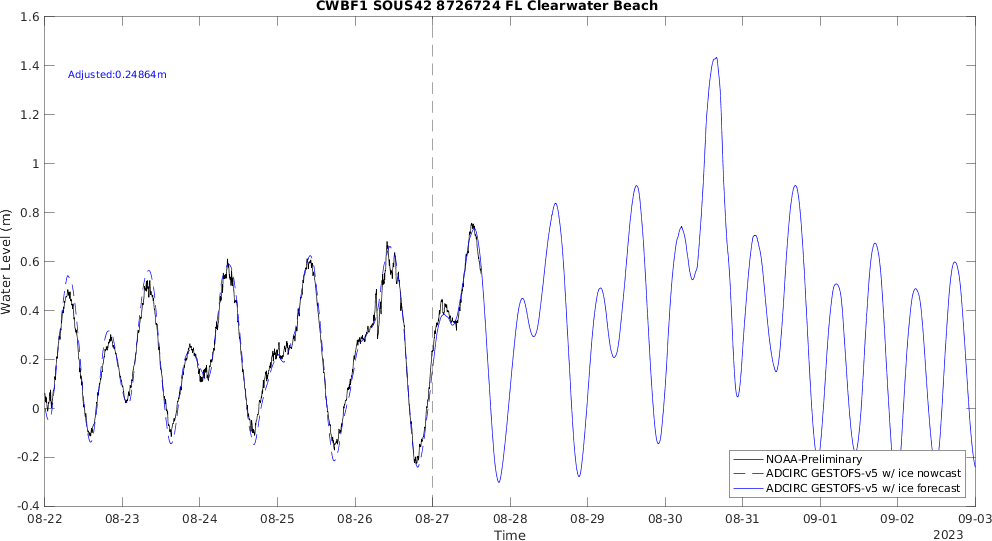 CWBF1 SOUS42 8726724 FL Clearwater Beach
1.6
1.4
1.2
1
0.8
0.6
0.4
0.2
0
-0.2
-0.4
Water Level (m)
Adjusted:0.24864m
NOAA-Preliminary
ADCIRC GESTOFS-v5 w/ ice nowcast
ADCIRC GESTOFS-v5 w/ ice forecast
08-22 08-23 08-24 08-25 08-26 08-27 08-28 08-29 08-30 08-31 09-01 09-02 09-03
Time
2023